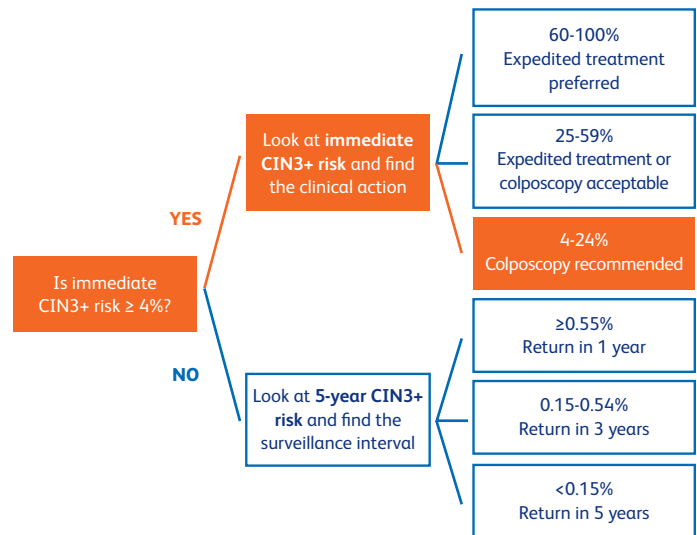 Is immediate
CIN3+ risk ≥ 4%?
YES
Look at immediate
CIN3+ risk and find
the clinical action
60-100%
Expedited treatment
preferred
25-59%
Expedited treatment or
colposcopy acceptable
4-24%
Colposcopy recommended
NO
Look at 5-year CIN3+
risk and find the
surveillance interval
≥0.55%
Return in 1 year
0.15-0.54%
Return in 3 years
<0.15%
Return in 5 years